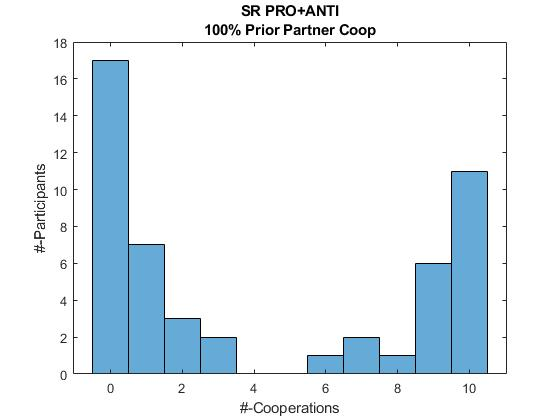 SR PRO+ANTI
100% Prior Partner Coop
18
16
14
12
10
8
6
4
2
0
#-Participants
0 2 4 6 8 10
#-Cooperations